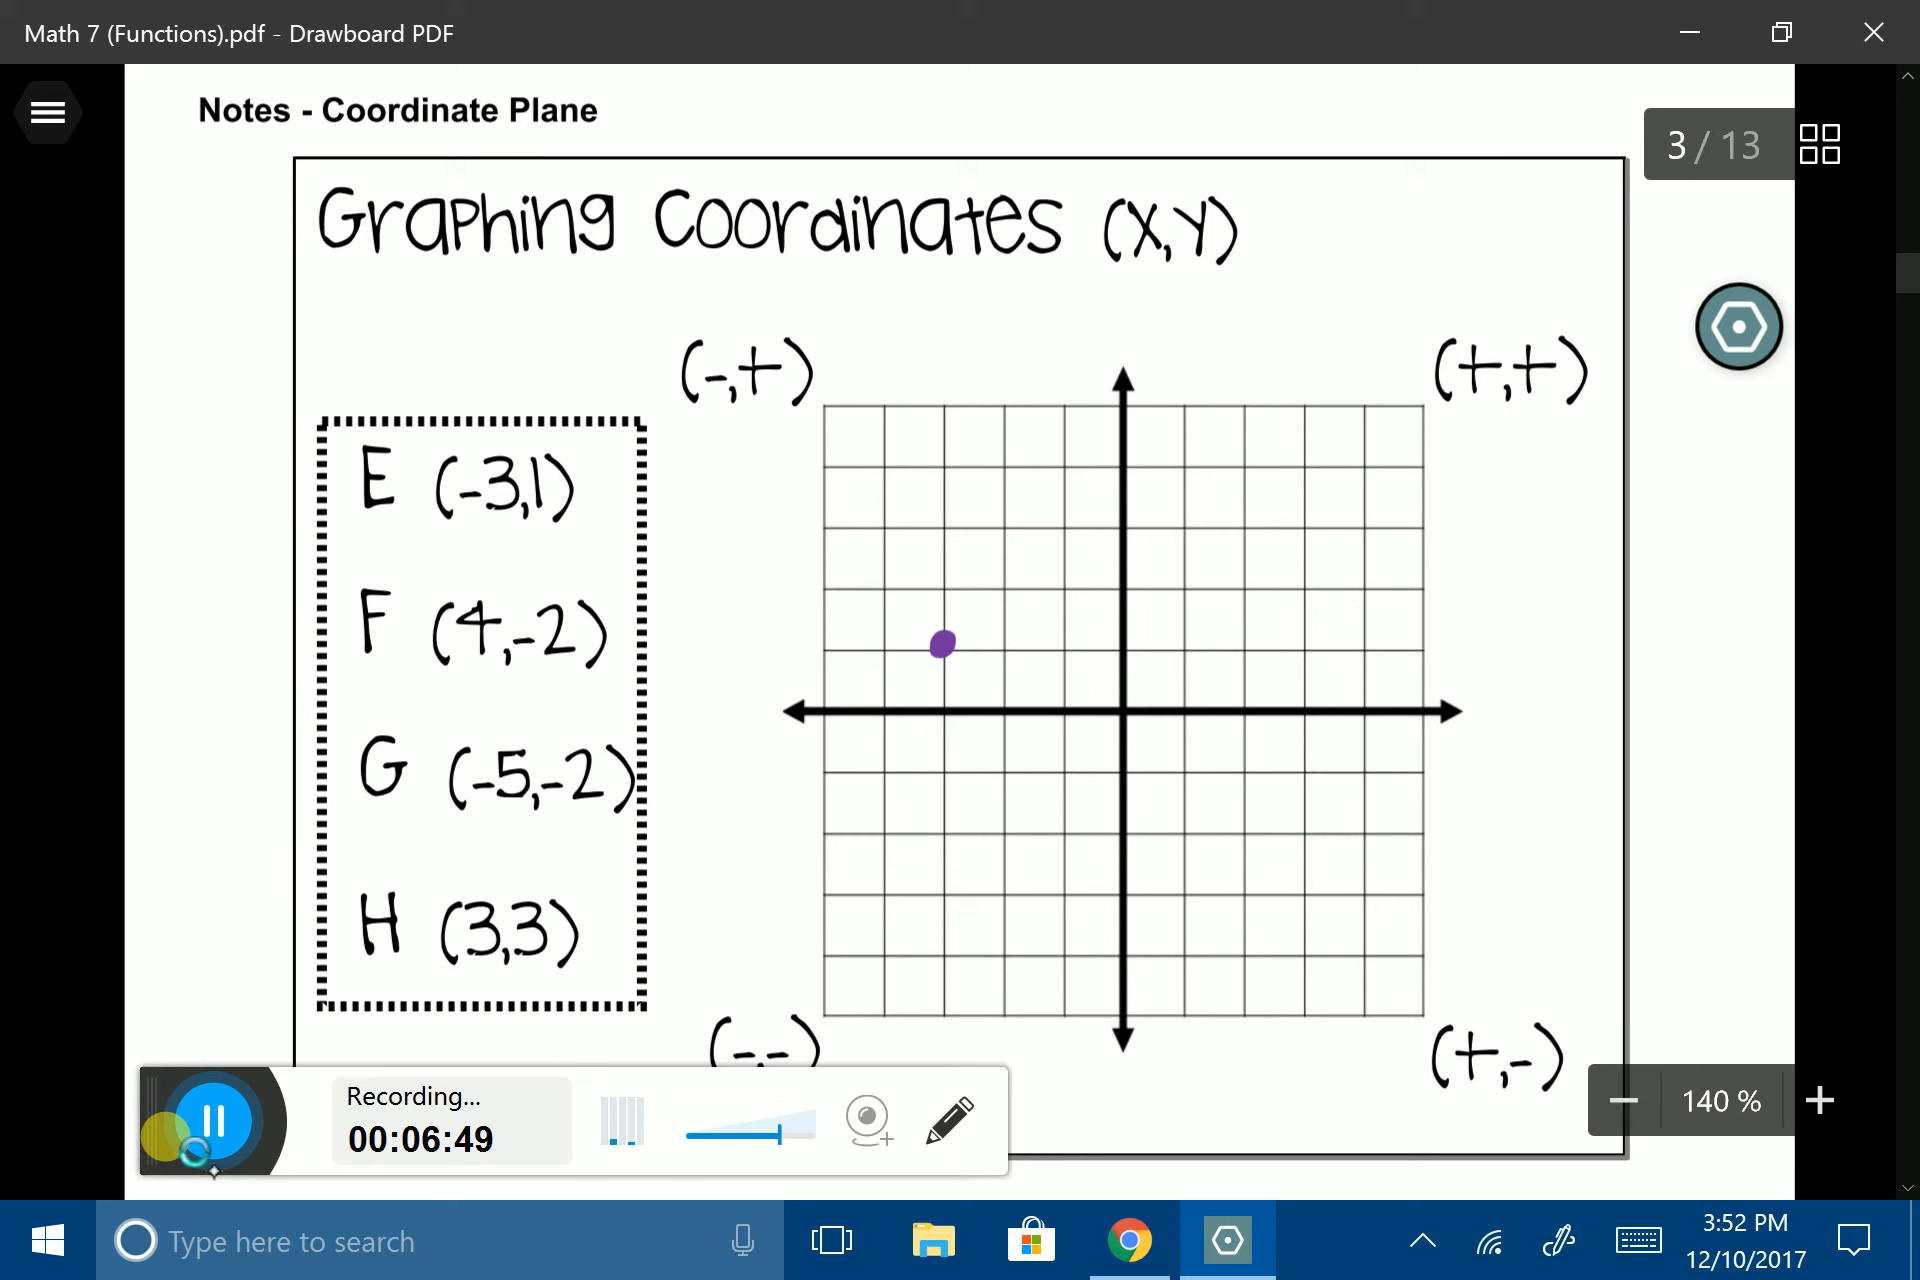 Math 7 (Functions).pdf - Drawboard PDF
Notes - Coordinate Plane
3 / 13
Graphing Coordinates (X,Y)
(-,+)
(+,+)
E (-3,1)
F (4,-2)
G (-5,-2)
H (3,3)
(-,-)
(+,-)
Recording...
00:06:49
140 %
Type here to search
3:52 PM
12/10/2017